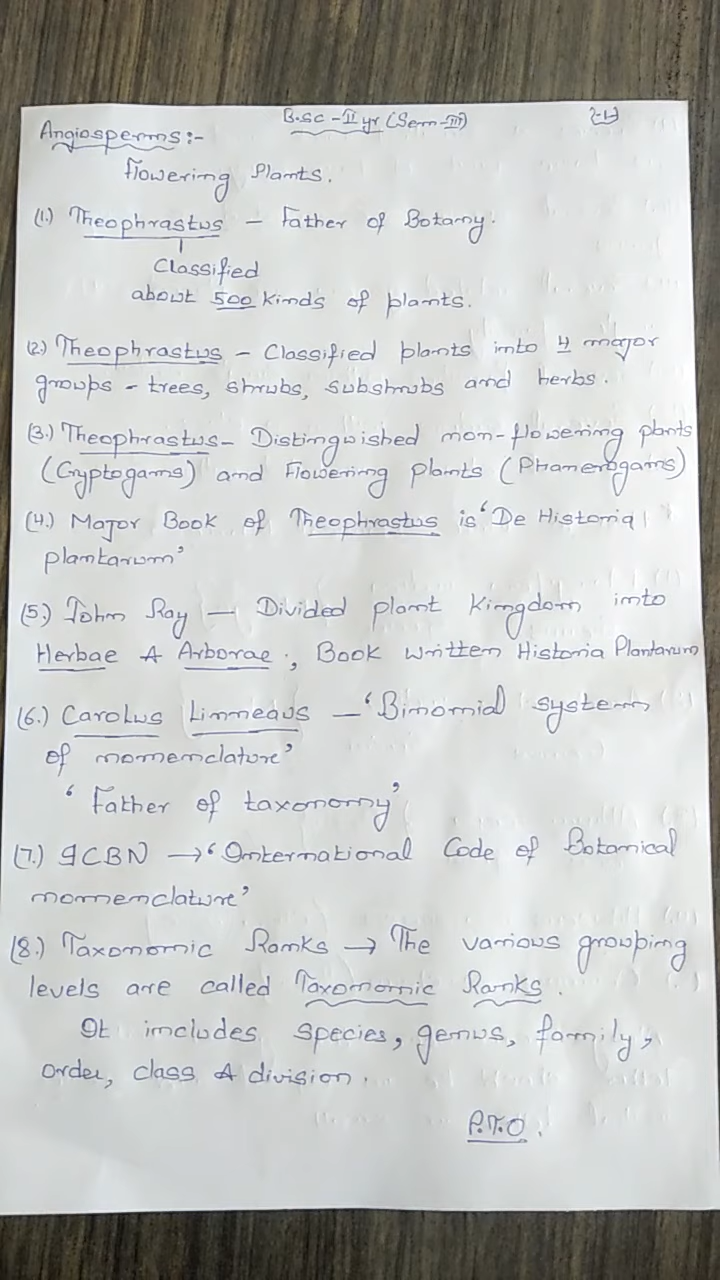 B.sc - II yr (Sem-III)
(-1-)
Angiosperms:-
Flowering Plants.
(1.) Theophrastus - Father of Botany.
Classified
about 500 kinds of plants.
(2.) Theophrastus - Classified plants into 4 major
groups - trees, shrubs, subshrubs and herbs.
(3.) Theophrastus - Distinguished non-flowering plants
(Cryptogams) and Flowering plants (Phanerogams)
(4.) Major Book of Theophrastus is 'De Historia
plantarum'
(5.) John Ray - Divided plant Kingdom into
Herbae & Arborae ., Book written Historia Plantarum
(6.) Carolus Linneaus - 'Binomial system
of nomenclature'
'Father of taxonomy'
(7.) ICBN → 'International Code of Botanical
nomenclature'
(8.) Taxonomic Ranks → The various grouping
levels are called Taxonomic Ranks.
It includes species, genus, family,
order, class & division.
P.T.O.